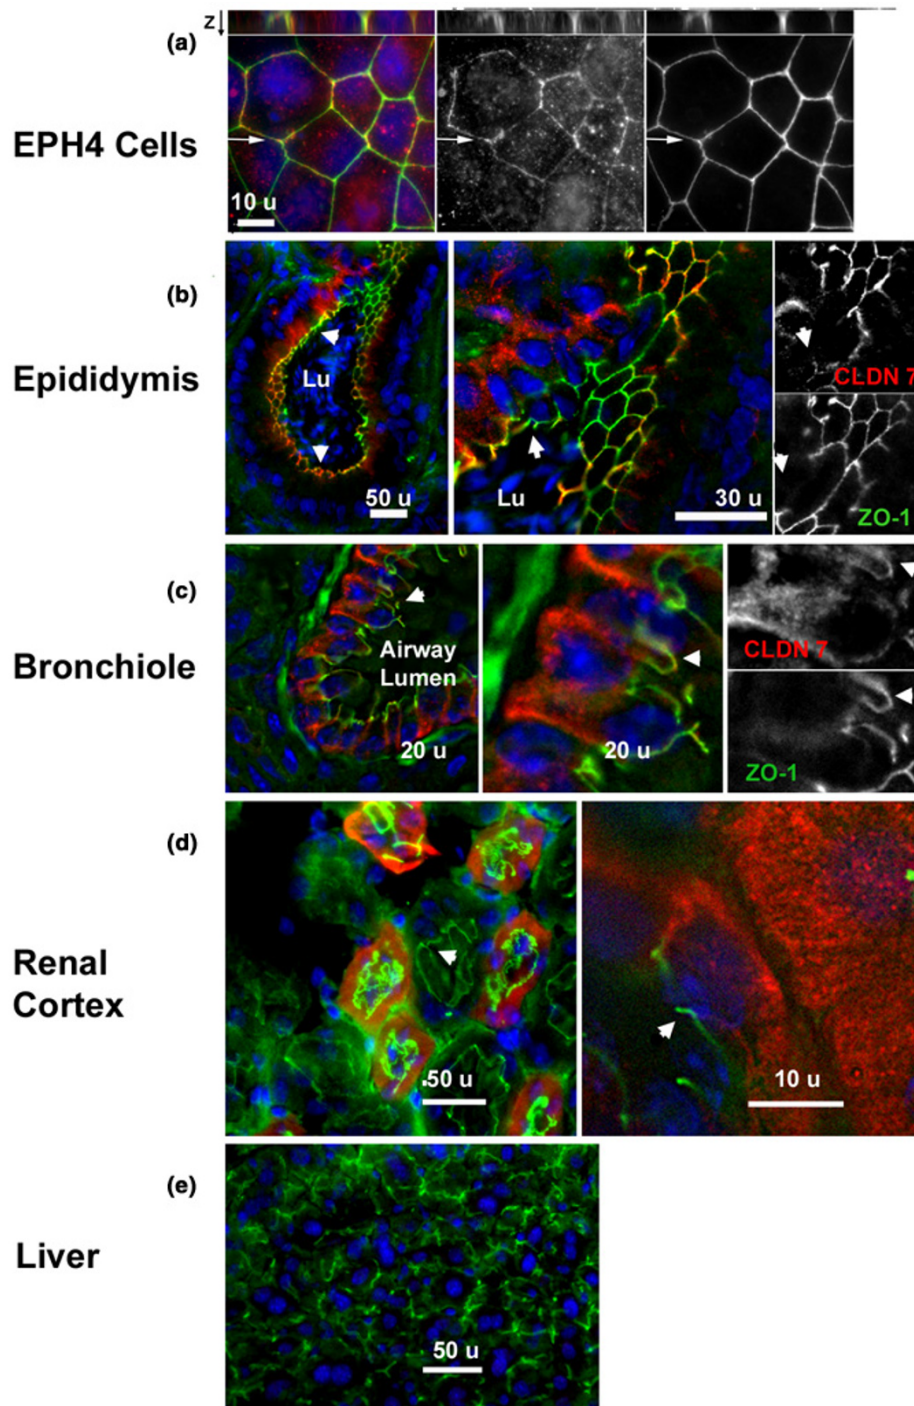 Z
(a)
EPH4 Cells
10 u
(b)
Epididymis
Lu
50 u
Lu
30 u
CLDN 7
ZO-1
(c)
Bronchiole
Airway
Lumen
20 u
20 u
CLDN 7
ZO-1
(d)
Renal
Cortex
50 u
10 u
(e)
Liver
50 u